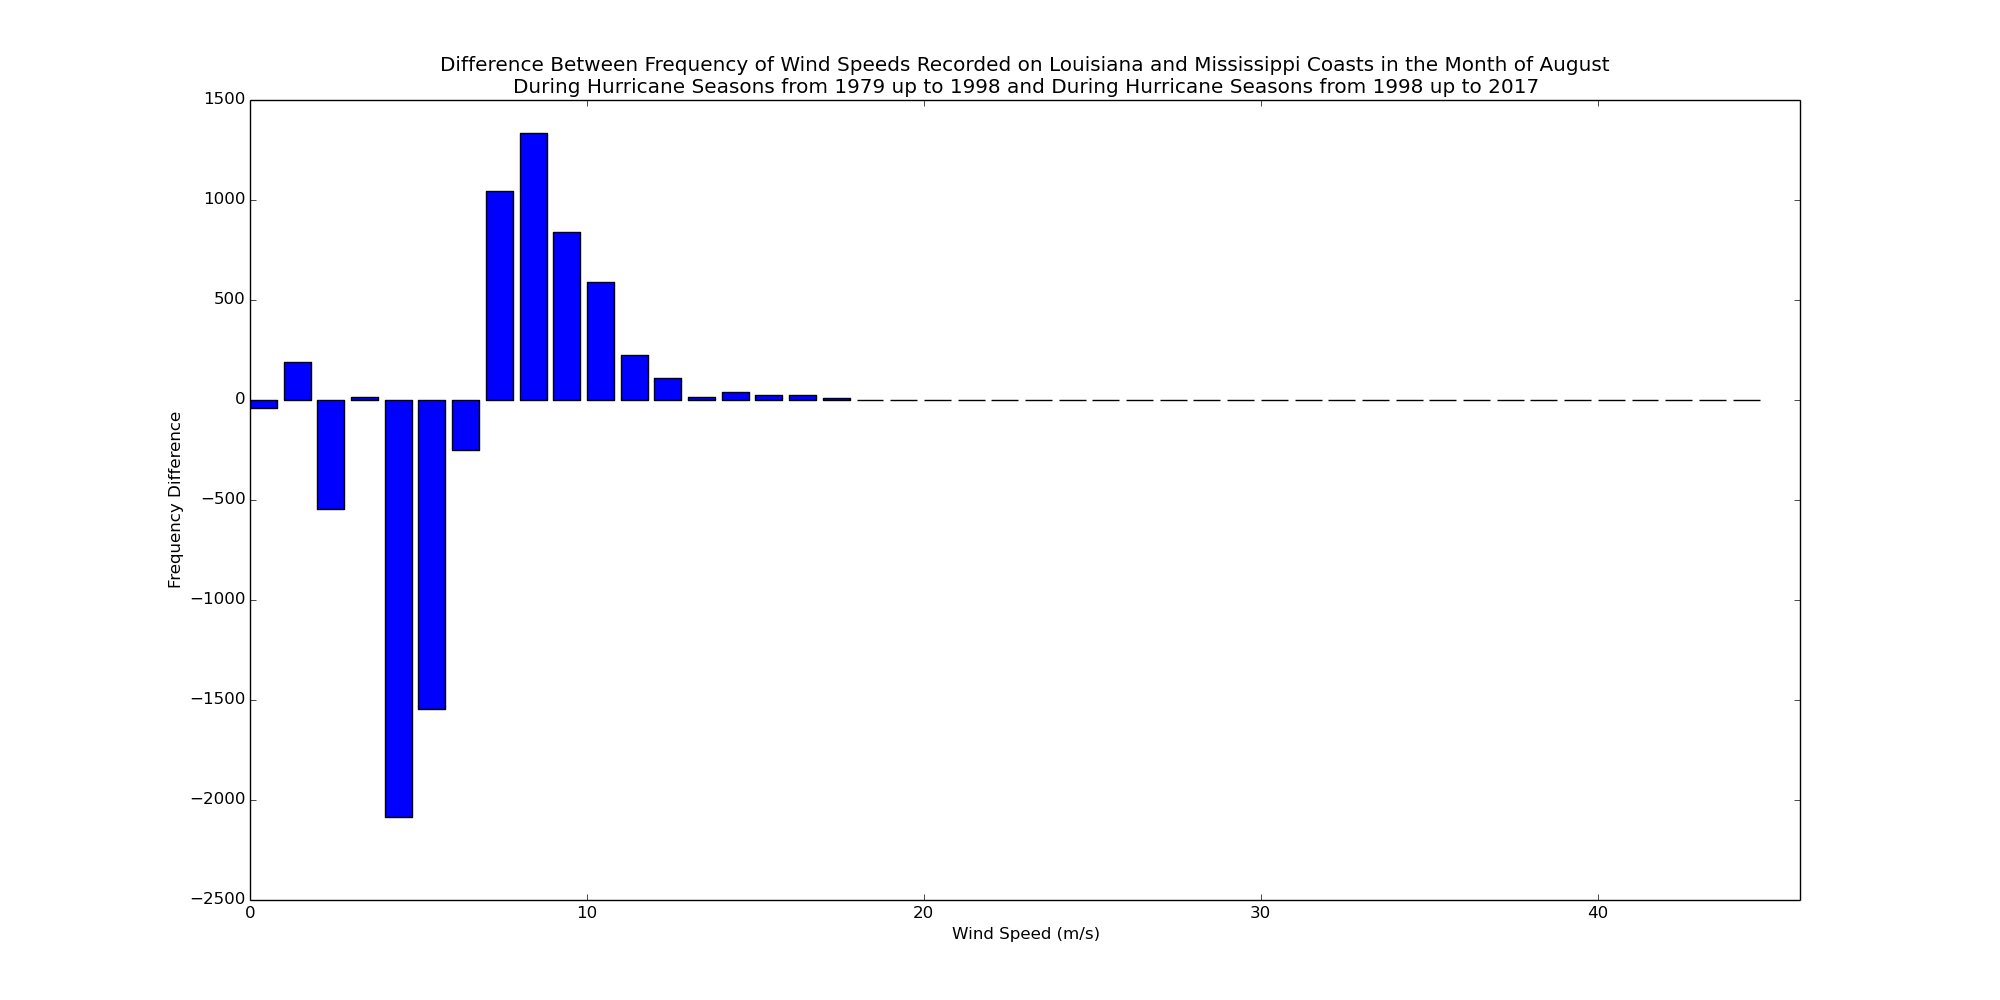 Difference Between Frequency of Wind Speeds Recorded on Louisiana and Mississippi Coasts in the Month of August
During Hurricane Seasons from 1979 up to 1998 and During Hurricane Seasons from 1998 up to 2017
1500
1000
500
0
−500
−1000
−1500
−2000
−2500
Frequency Difference
0 10 20 30 40
Wind Speed (m/s)